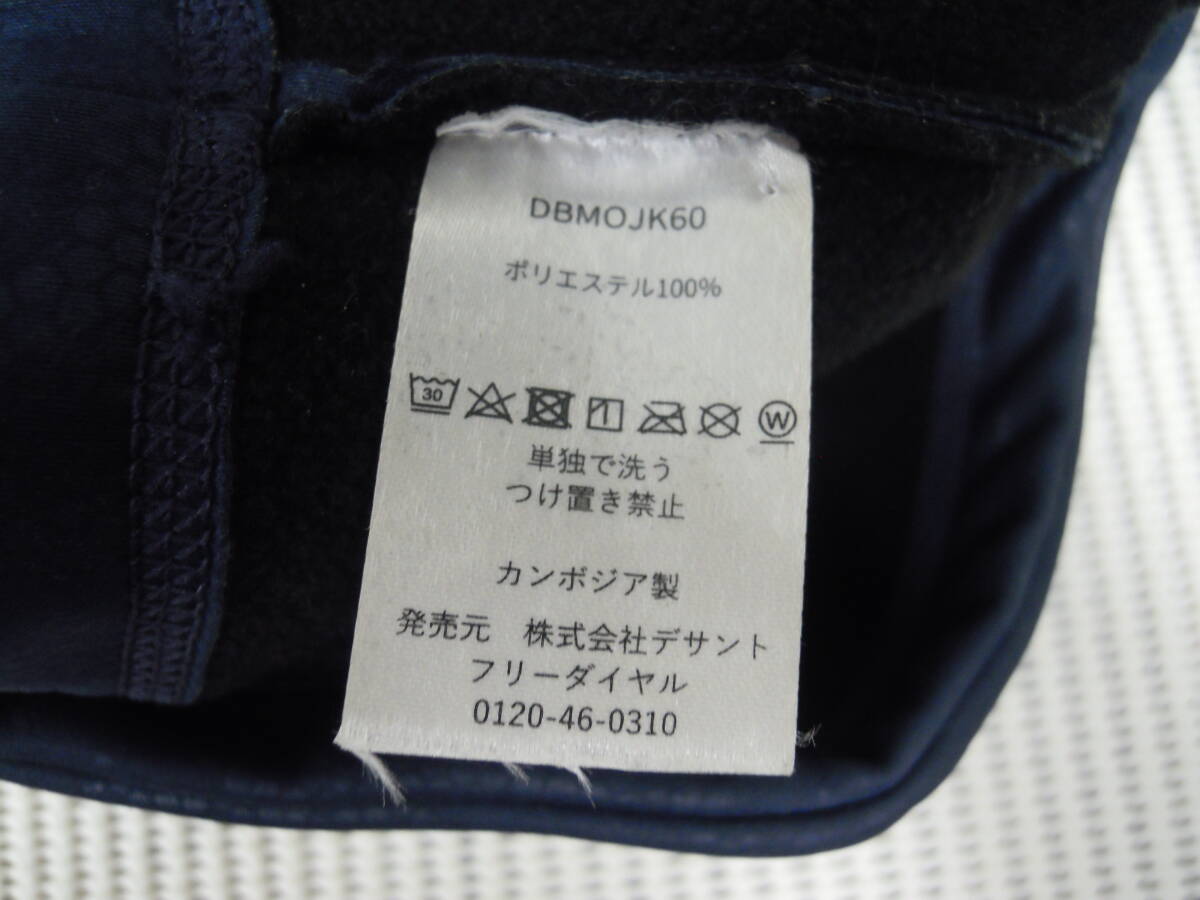 DBMOJK60
ポリエステル100%
30 W
単独で洗う
つけ置き禁止
カンボジア製
発売元 株式会社デサント
フリーダイヤル
0120-46-0310